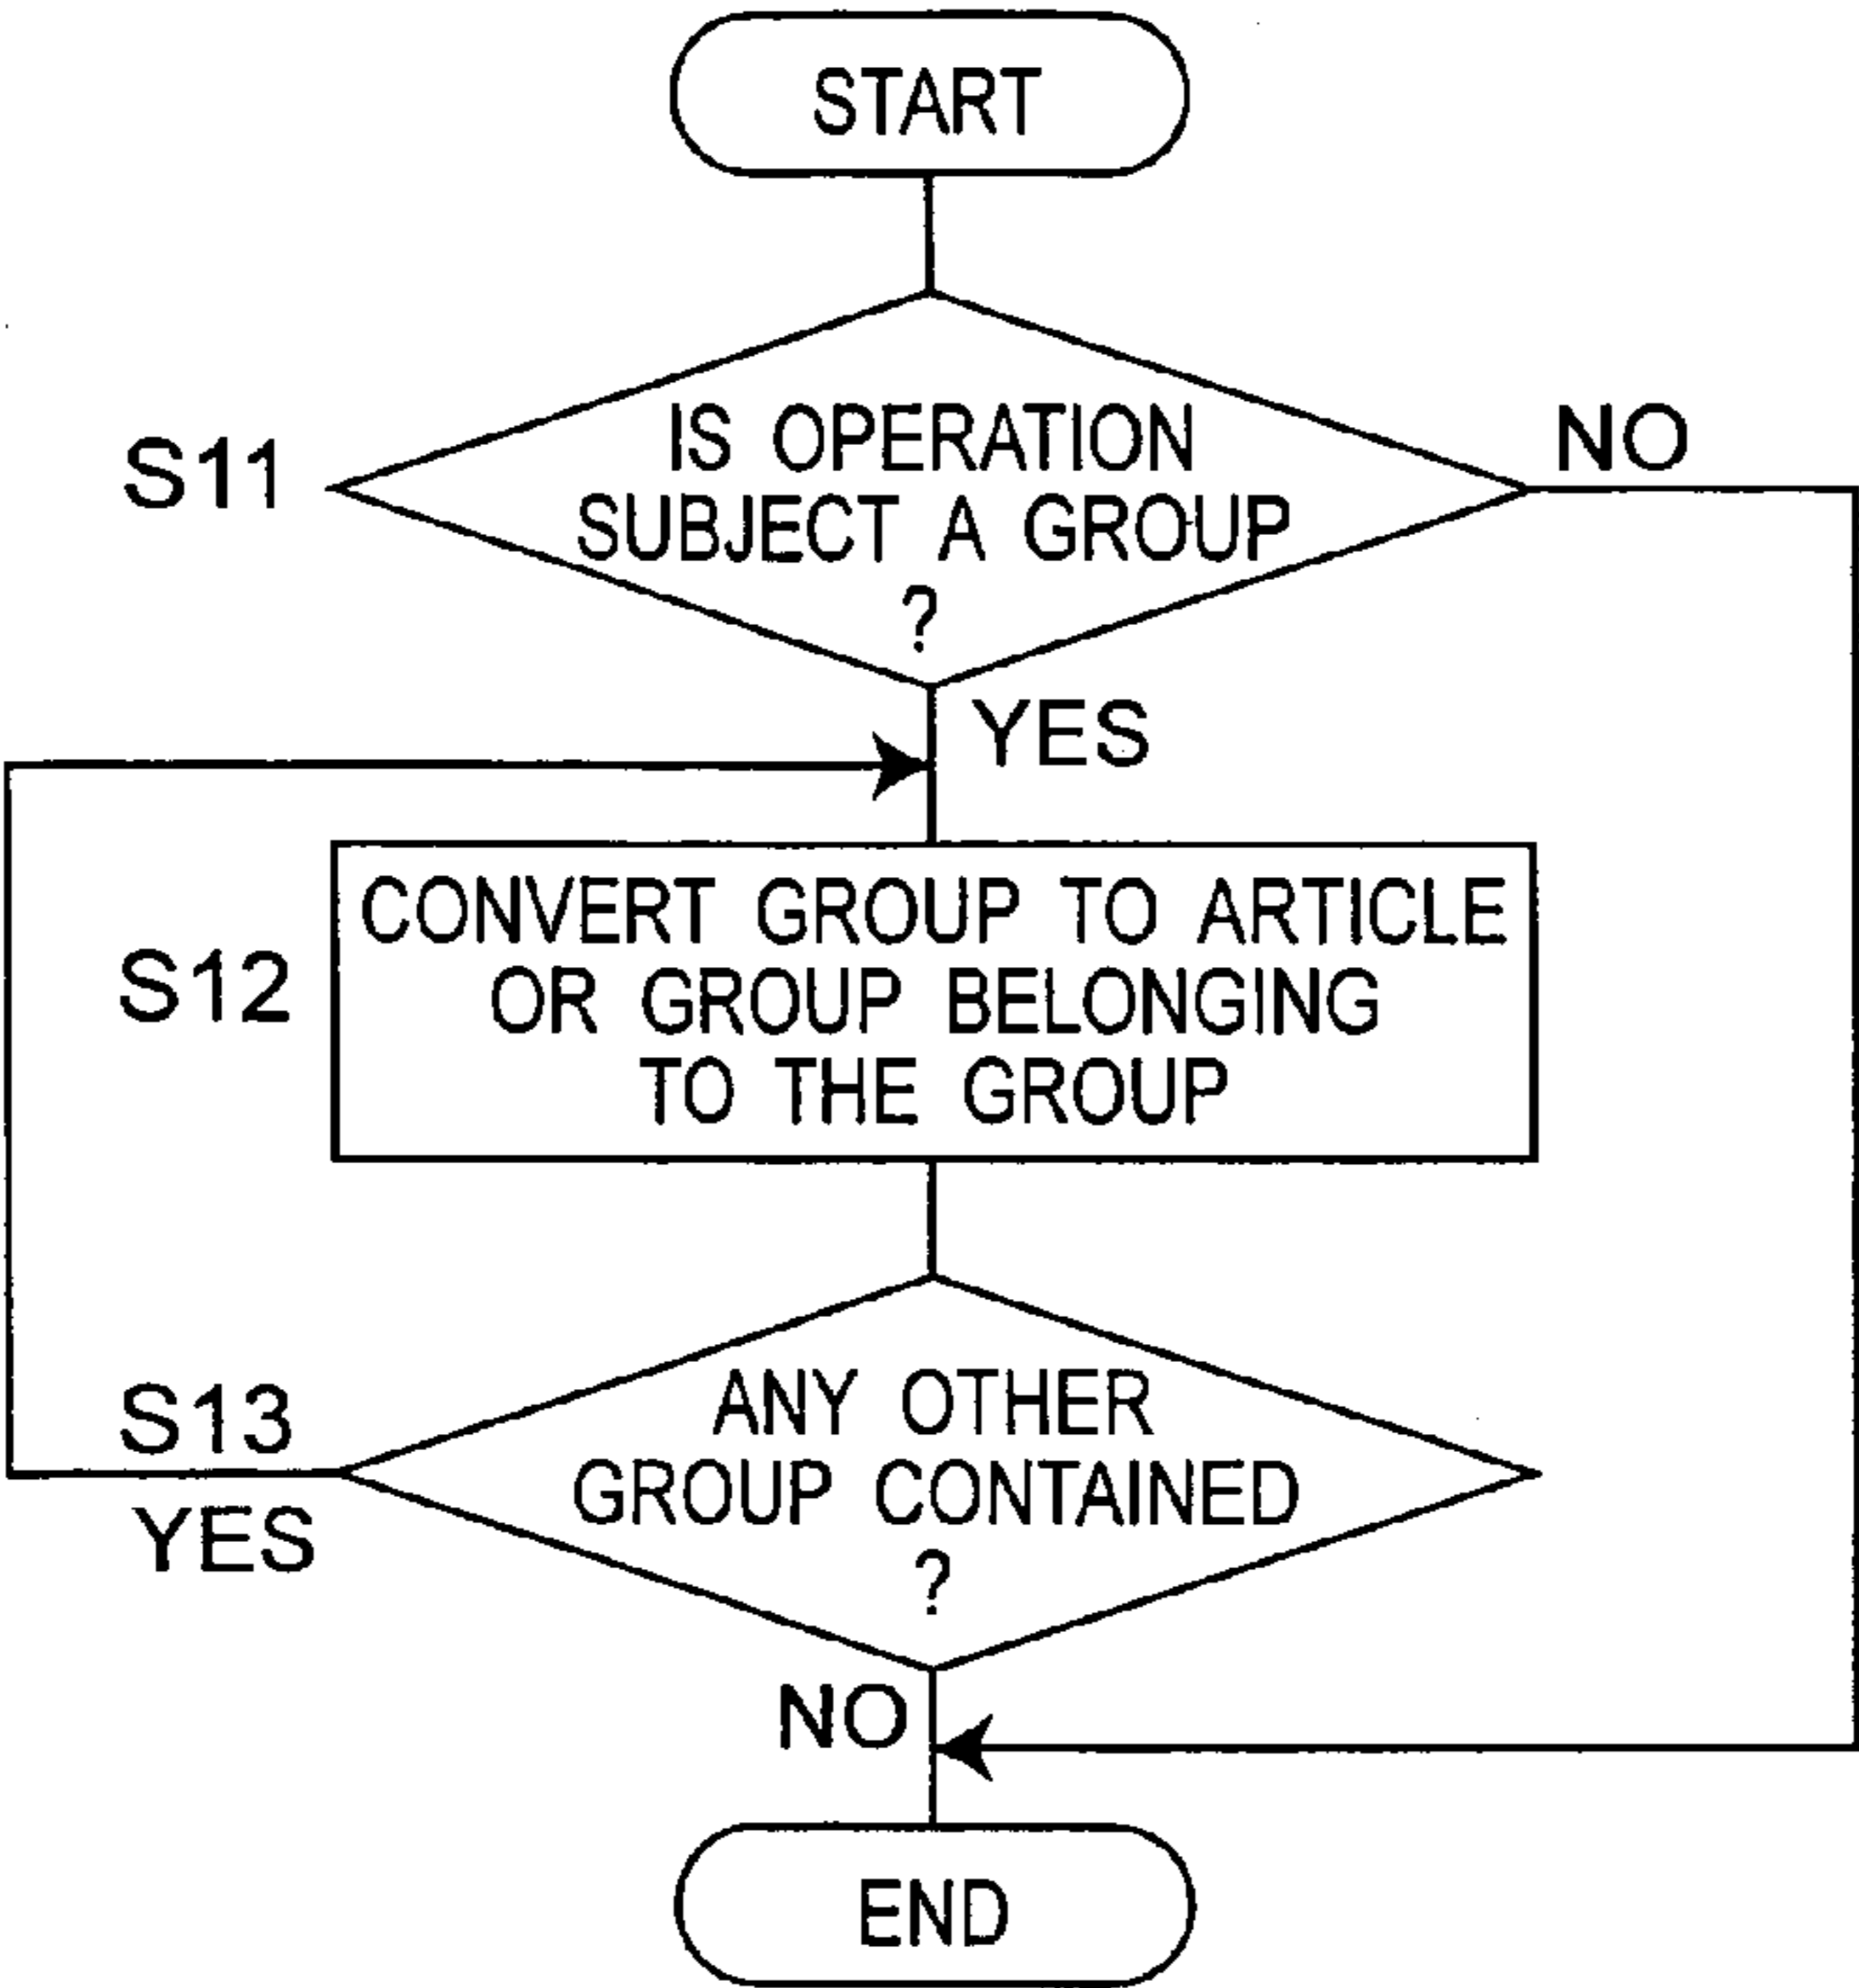 START
IS OPERATION
SUBJECT A GROUP
?
S11
NO
YES
CONVERT GROUP TO ARTICLE
OR GROUP BELONGING
TO THE GROUP
S12
ANY OTHER
GROUP CONTAINED
?
S13
YES
NO
END